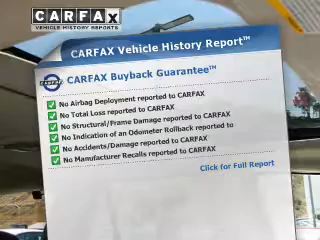 CARFAX
VEHICLE HISTORY REPORTS
CARFAX Vehicle History Report™
CARFAX Buyback Guarantee™
No Airbag Deployment reported to CARFAX
No Total Loss reported to CARFAX
No Structural/Frame Damage reported to CARFAX
No Indication of an Odometer Rollback reported to
No Accidents/Damage reported to CARFAX
No Manufacturer Recalls reported to CARFAX
Click for Full Report